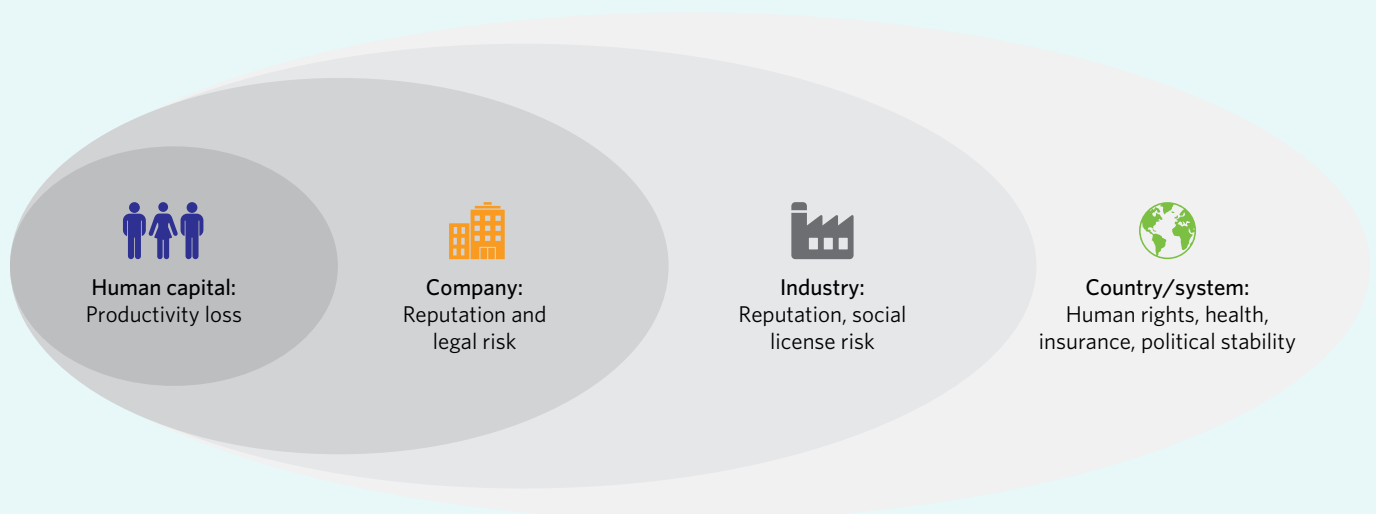 Human capital:
Productivity loss
Company:
Reputation and
legal risk
Industry:
Reputation, social
license risk
Country/system:
Human rights, health,
insurance, political stability